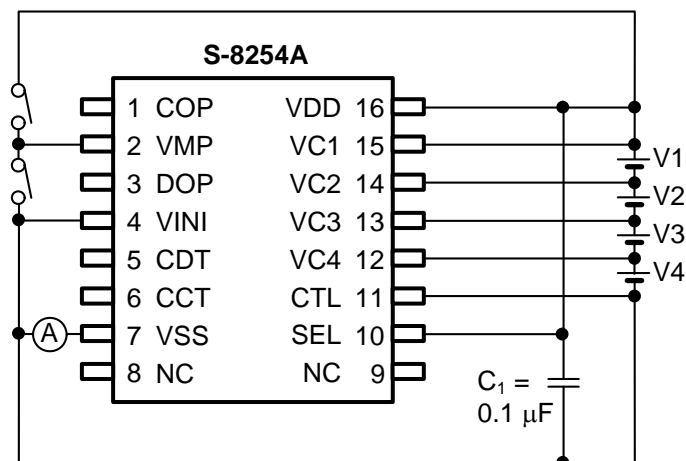 S-8254A
1 COP VDD 16
2 VMP VC1 15
3 DOP VC2 14
4 VINI VC3 13
5 CDT VC4 12
6 CCT CTL 11
7 VSS SEL 10
8 NC NC 9
A
V1
V2
V3
V4
C₁ =
0.1 μF